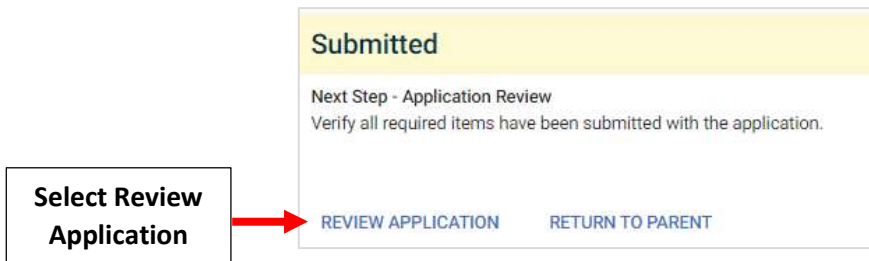 Submitted
Next Step - Application Review
Verify all required items have been submitted with the application.
Select Review
Application
REVIEW APPLICATION RETURN TO PARENT